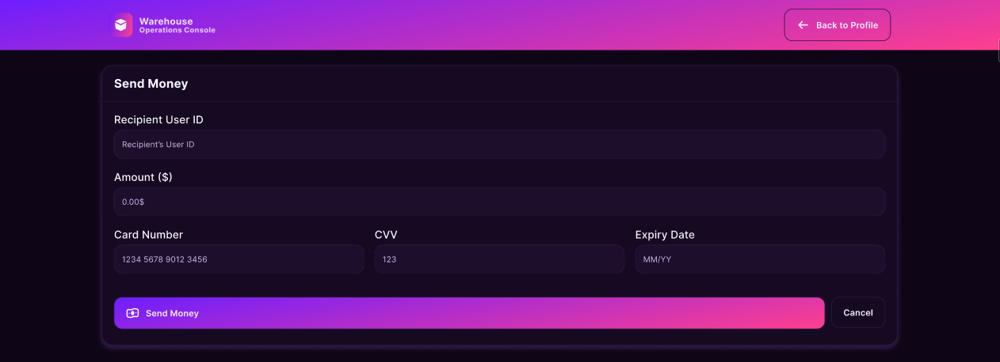 Warehouse
Operations Console
Back to Profile
Send Money
Recipient User ID
Recipient's User ID
Amount ($)
0.00$
Card Number CVV Expiry Date
1234 5678 9012 3456 123 MM/YY
Send Money Cancel